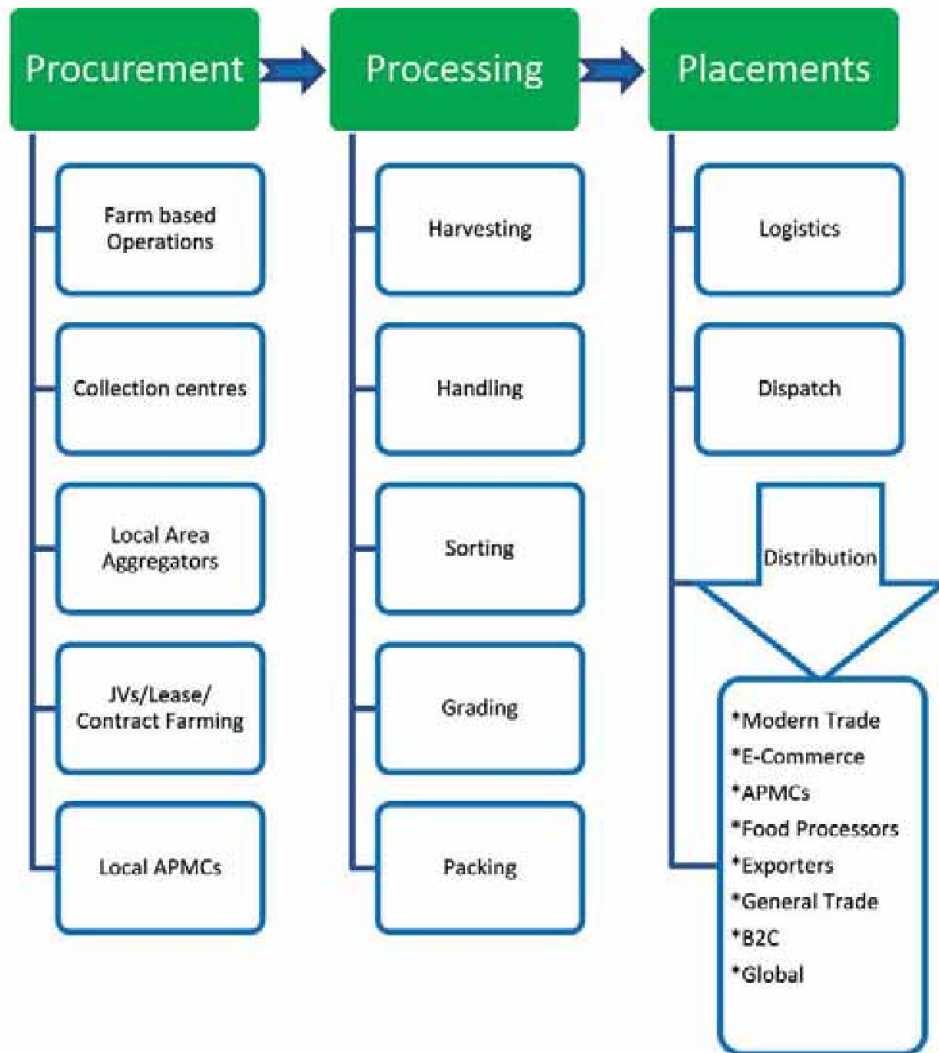 Procurement
Processing
Placements
Farm based
Operations
Collection centres
Local Area
Aggregators
JVs/Lease/
Contract Farming
Local APMCs
Harvesting
Handling
Sorting
Grading
Packing
Logistics
Dispatch
Distribution
*Modern Trade
*E-Commerce
*APMCs
*Food Processors
*Exporters
*General Trade
*B2C
*Global